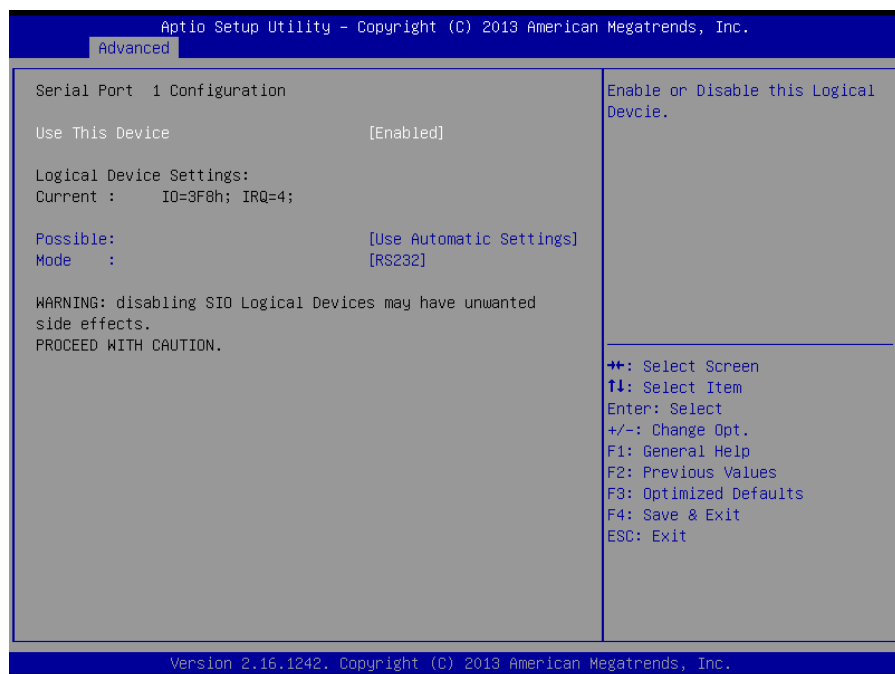 Aptio Setup Utility – Copyright (C) 2013 American Megatrends, Inc.
Advanced
Serial Port 1 Configuration
Use This Device [Enabled]
Logical Device Settings:
Current : IO=3F8h; IRQ=4;
Possible: [Use Automatic Settings]
Mode : [RS232]
WARNING: disabling SIO Logical Devices may have unwanted
side effects.
PROCEED WITH CAUTION.
Enable or Disable this Logical
Devcie.
→←: Select Screen
↑↓: Select Item
Enter: Select
+/-: Change Opt.
F1: General Help
F2: Previous Values
F3: Optimized Defaults
F4: Save & Exit
ESC: Exit
Version 2.16.1242. Copyright (C) 2013 American Megatrends, Inc.